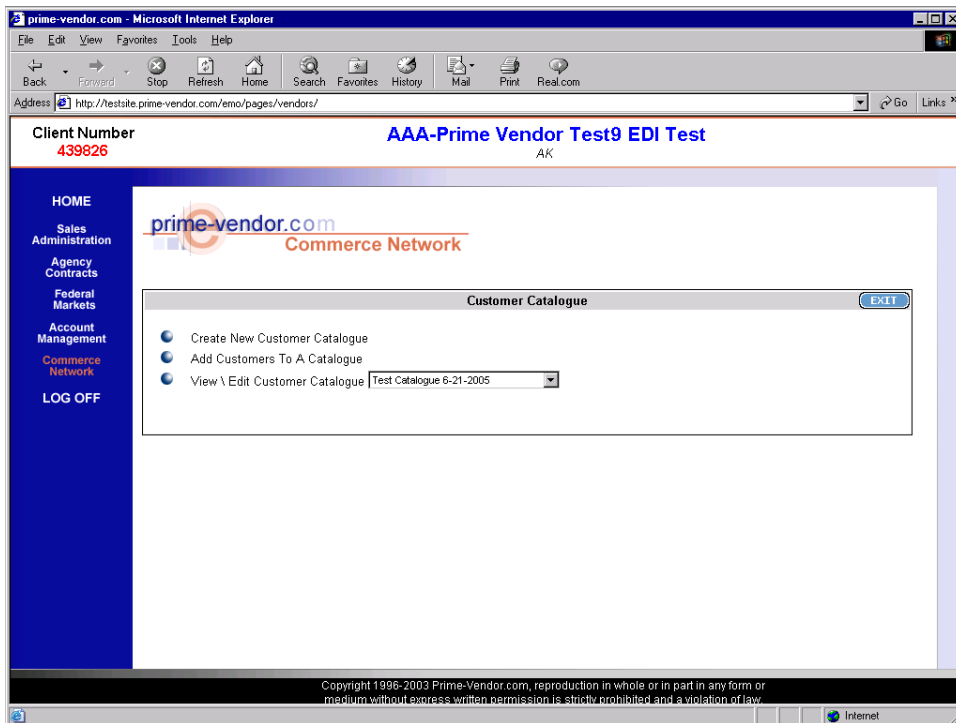 prime-vendor.com - Microsoft Internet Explorer
File Edit View Favorites Tools Help
Back Forward Stop Refresh Home Search Favorites History Mail Print Real.com
Address http://testsite.prime-vendor.com/emo/pages/vendors/ Go Links »
Client Number
439826
AAA-Prime Vendor Test9 EDI Test
AK
HOME
Sales
Administration
Agency
Contracts
Federal
Markets
Account
Management
Commerce
Network
LOG OFF
prime-vendor.com
Commerce Network
Customer Catalogue
EXIT
Create New Customer Catalogue
Add Customers To A Catalogue
View \ Edit Customer Catalogue Test Catalogue 6-21-2005
Copyright 1996-2003 Prime-Vendor.com, reproduction in whole or in part in any form or
medium without express written permission is strictly prohibited and a violation of law.
Internet